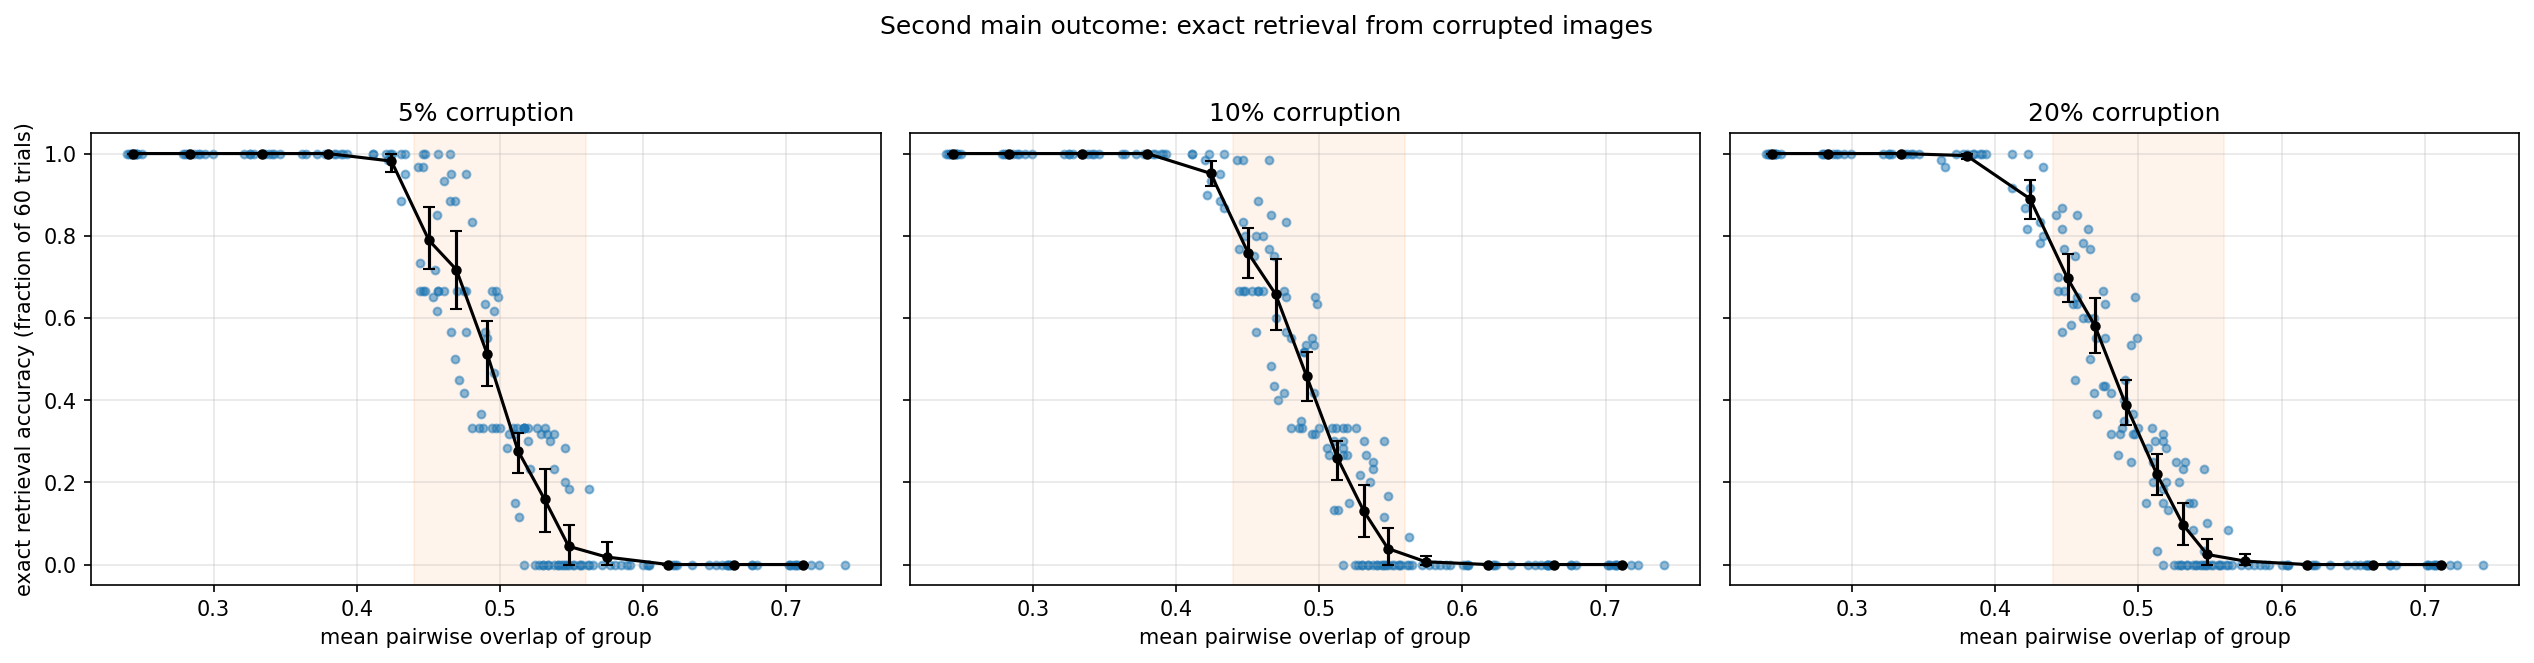 Second main outcome: exact retrieval from corrupted images
5% corruption
10% corruption
20% corruption
exact retrieval accuracy (fraction of 60 trials)
1.0
0.8
0.6
0.4
0.2
0.0
0.3 0.4 0.5 0.6 0.7
0.3 0.4 0.5 0.6 0.7
0.3 0.4 0.5 0.6 0.7
mean pairwise overlap of group
mean pairwise overlap of group
mean pairwise overlap of group